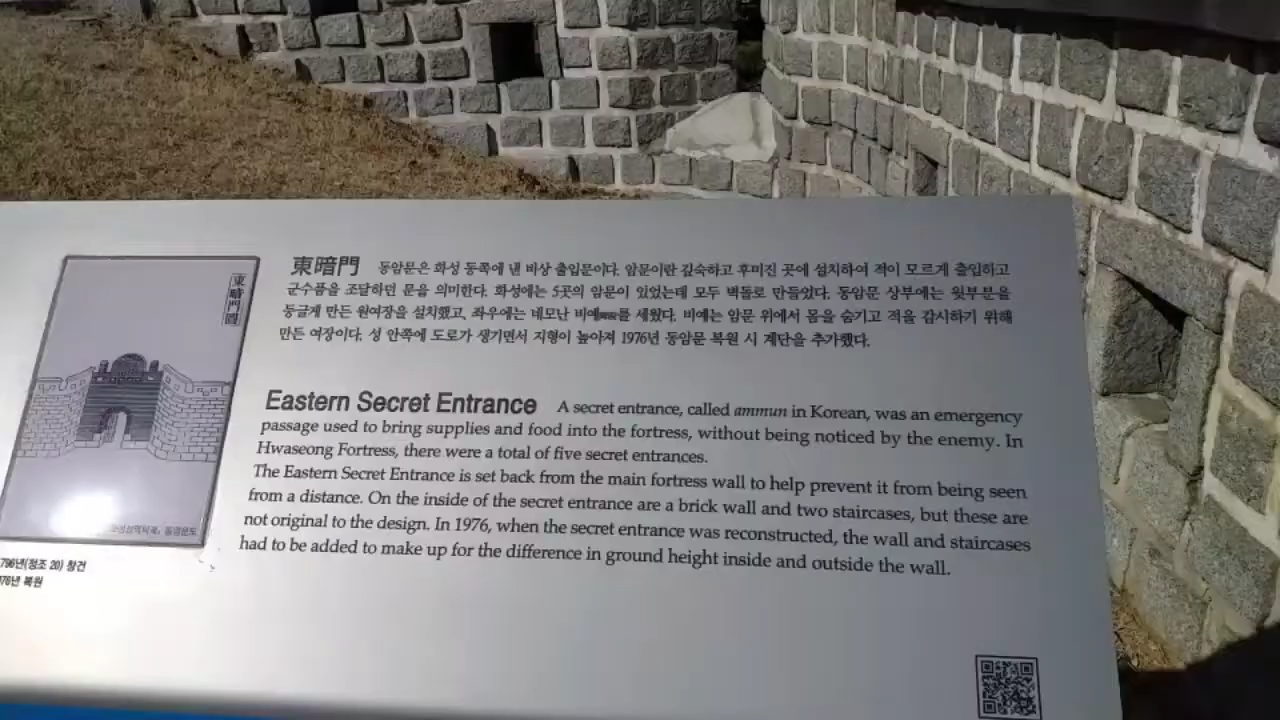 東暗門 동암문은 화성 동쪽에 낸 비상 출입문이다. 암문이란 깊숙하고 후미진 곳에 설치하여 적이 모르게 출입하고
군수품을 조달하던 문을 의미한다. 화성에는 5곳의 암문이 있었는데 모두 벽돌로 만들었다. 동암문 상부에는 윗부분을
둥글게 만든 원여장을 설치했고, 좌우에는 네모난 비예를 세웠다. 비예는 암문 위에서 몸을 숨기고 적을 감시하기 위해
만든 여장이다. 성 안쪽에 도로가 생기면서 지형이 높아져 1976년 동암문 복원 시 계단을 추가했다.
Eastern Secret Entrance A secret entrance, called ammun in Korean, was an emergency
passage used to bring supplies and food into the fortress, without being noticed by the enemy. In
Hwaseong Fortress, there were a total of five secret entrances.
The Eastern Secret Entrance is set back from the main fortress wall to help prevent it from being seen
from a distance. On the inside of the secret entrance are a brick wall and two staircases, but these are
not original to the design. In 1976, when the secret entrance was reconstructed, the wall and staircases
had to be added to make up for the difference in ground height inside and outside the wall.
東暗門圖
동암문도
796년(정조 20) 창건
76년 복원